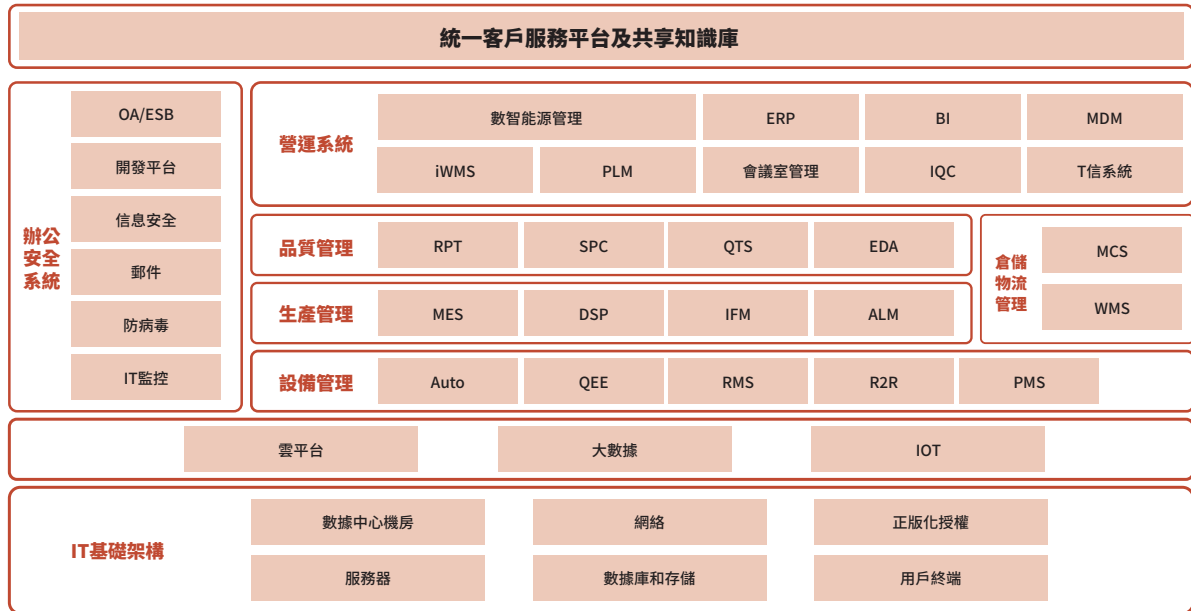 統一客戶服務平台及共享知識庫
辦公
安全
系統
OA/ESB
開發平台
信息安全
郵件
防病毒
IT監控
營運系統
數智能源管理
ERP
BI
MDM
iWMS
PLM
會議室管理
IQC
T信系統
品質管理
RPT
SPC
QTS
EDA
生產管理
MES
DSP
IFM
ALM
倉儲
物流
管理
MCS
WMS
設備管理
Auto
QEE
RMS
R2R
PMS
雲平台
大數據
IOT
IT基礎架構
數據中心機房
網絡
正版化授權
服務器
數據庫和存儲
用戶終端